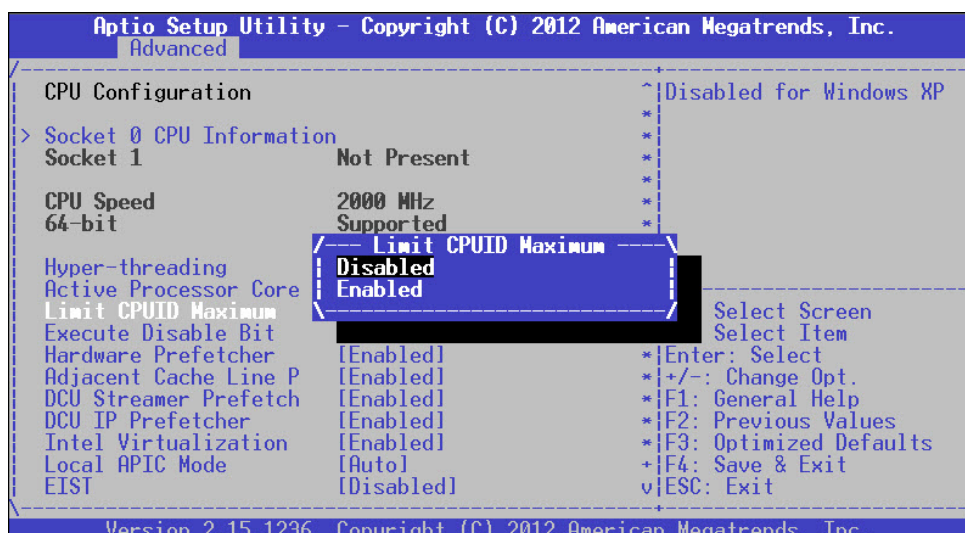 Aptio Setup Utility - Copyright (C) 2012 American Megatrends, Inc.
Advanced
CPU Configuration
Disabled for Windows XP
> Socket 0 CPU Information
Socket 1 Not Present
CPU Speed 2000 MHz
64-bit Supported
Limit CPUID Maximum
Disabled
Enabled
Hyper-threading
Active Processor Core
Limit CPUID Maximum
Execute Disable Bit
Hardware Prefetcher [Enabled]
Adjacent Cache Line P [Enabled]
DCU Streamer Prefetch [Enabled]
DCU IP Prefetcher [Enabled]
Intel Virtualization [Enabled]
Local APIC Mode [Auto]
EIST [Disabled]
Select Screen
Select Item
Enter: Select
+/-: Change Opt.
F1: General Help
F2: Previous Values
F3: Optimized Defaults
F4: Save & Exit
ESC: Exit
Version 2.15.1236. Copyright (C) 2012 American Megatrends, Inc.